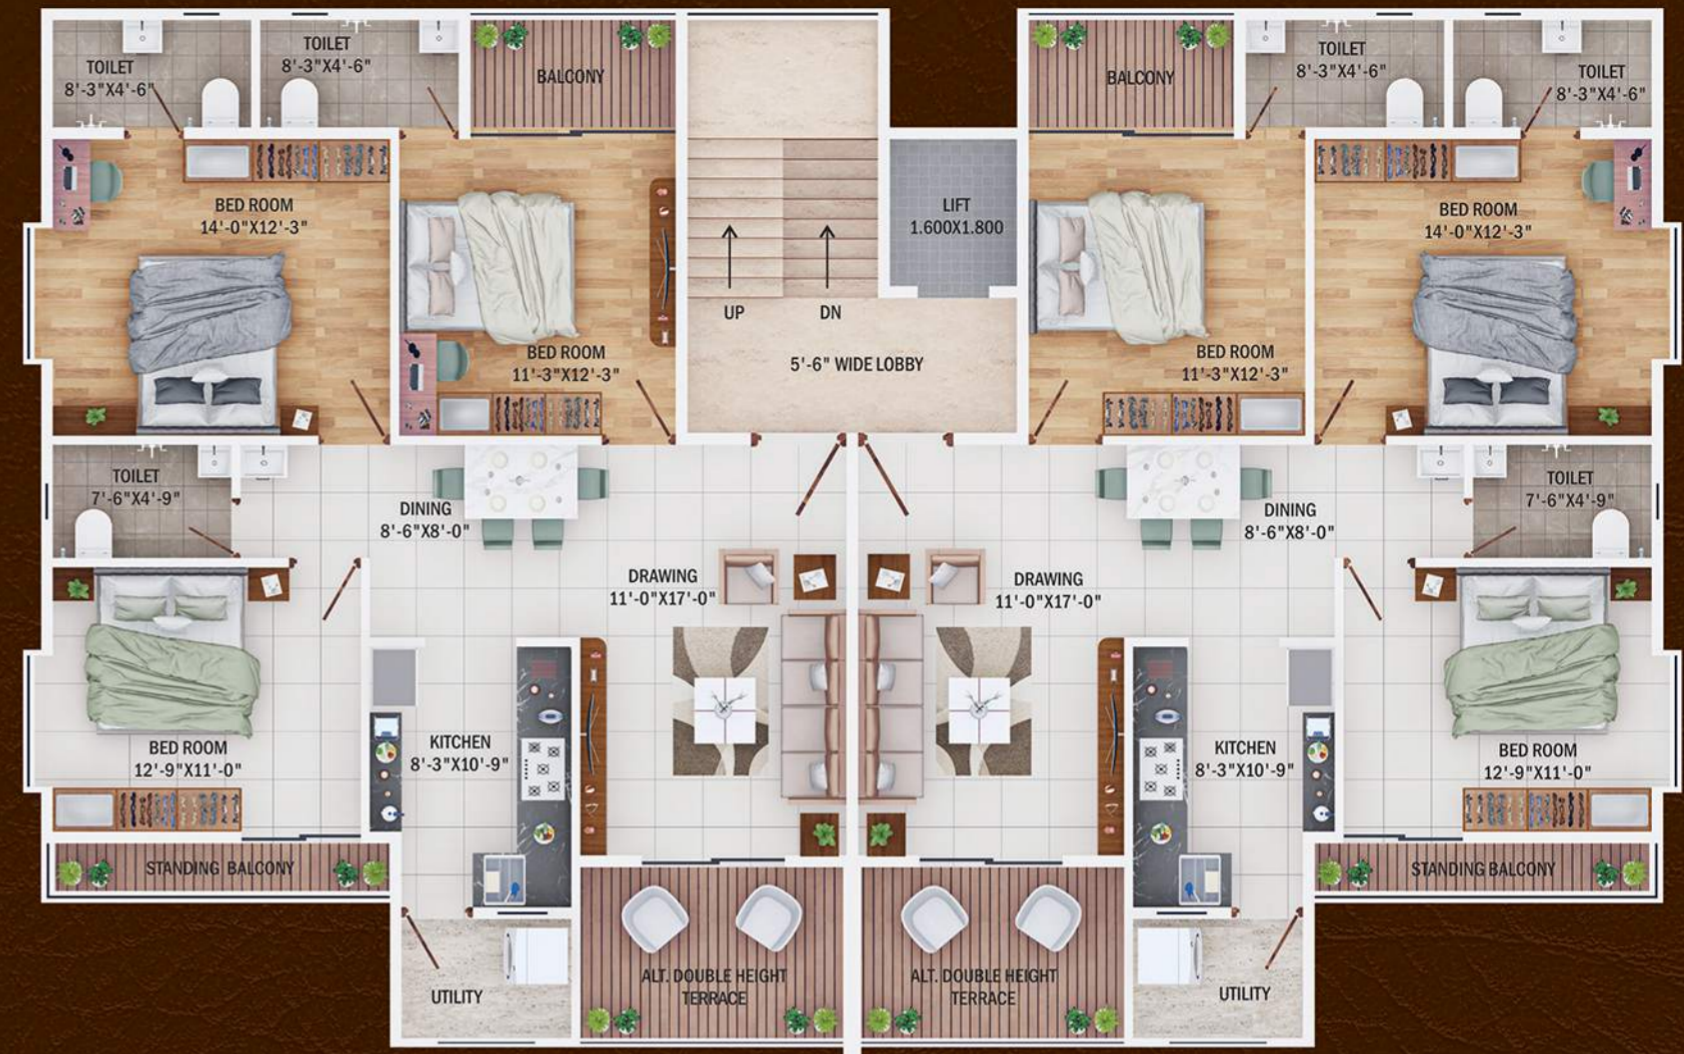 TOILET
8'-3"X4'-6"
TOILET
8'-3"X4'-6"
BALCONY
BALCONY
TOILET
8'-3"X4'-6"
TOILET
8'-3"X4'-6"
BED ROOM
14'-0"X12'-3"
LIFT
1.600X1.800
BED ROOM
14'-0"X12'-3"
UP
DN
BED ROOM
11'-3"X12'-3"
5'-6" WIDE LOBBY
BED ROOM
11'-3"X12'-3"
TOILET
7'-6"X4'-9"
DINING
8'-6"X8'-0"
DINING
8'-6"X8'-0"
TOILET
7'-6"X4'-9"
DRAWING
11'-0"X17'-0"
DRAWING
11'-0"X17'-0"
BED ROOM
12'-9"X11'-0"
KITCHEN
8'-3"X10'-9"
KITCHEN
8'-3"X10'-9"
BED ROOM
12'-9"X11'-0"
STANDING BALCONY
STANDING BALCONY
UTILITY
ALT. DOUBLE HEIGHT
TERRACE
ALT. DOUBLE HEIGHT
TERRACE
UTILITY